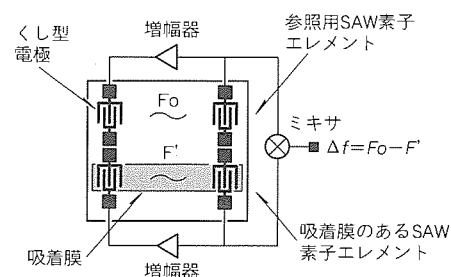 くし型
電極
増幅器
参照用SAW素子
エレメント
Fo
ミキサ
Δf=Fo−F'
F'
吸着膜
増幅器
吸着膜のあるSAW
素子エレメント